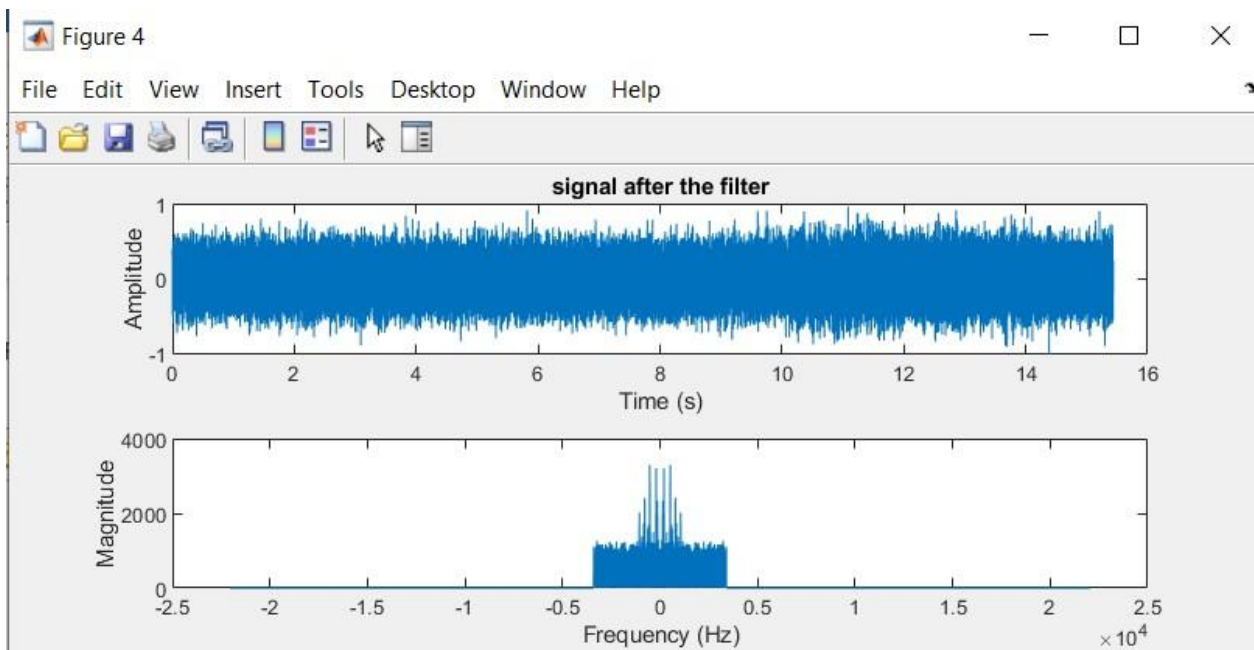 Figure 4
File Edit View Insert Tools Desktop Window Help
signal after the filter
1
0
-1
Amplitude
0 2 4 6 8 10 12 14 16
Time (s)
4000
2000
0
Magnitude
-2.5 -2 -1.5 -1 -0.5 0 0.5 1 1.5 2 2.5
Frequency (Hz)
×10^4